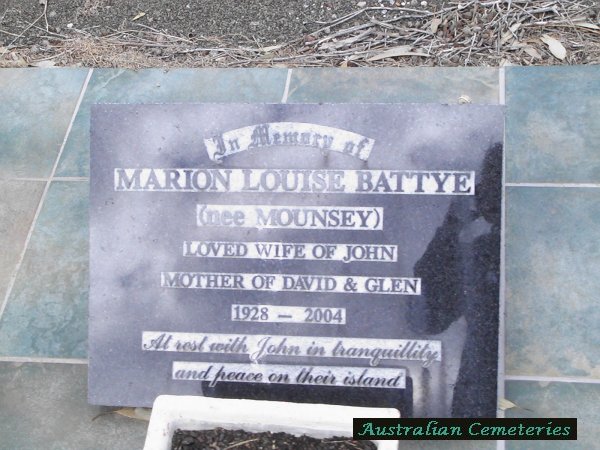 In Memory of
MARION LOUISE BATTYE
(nee MOUNSEY)
LOVED WIFE OF JOHN
MOTHER OF DAVID & GLEN
1928 — 2004
At rest with John in tranquillity
and peace on their island
Australian Cemeteries